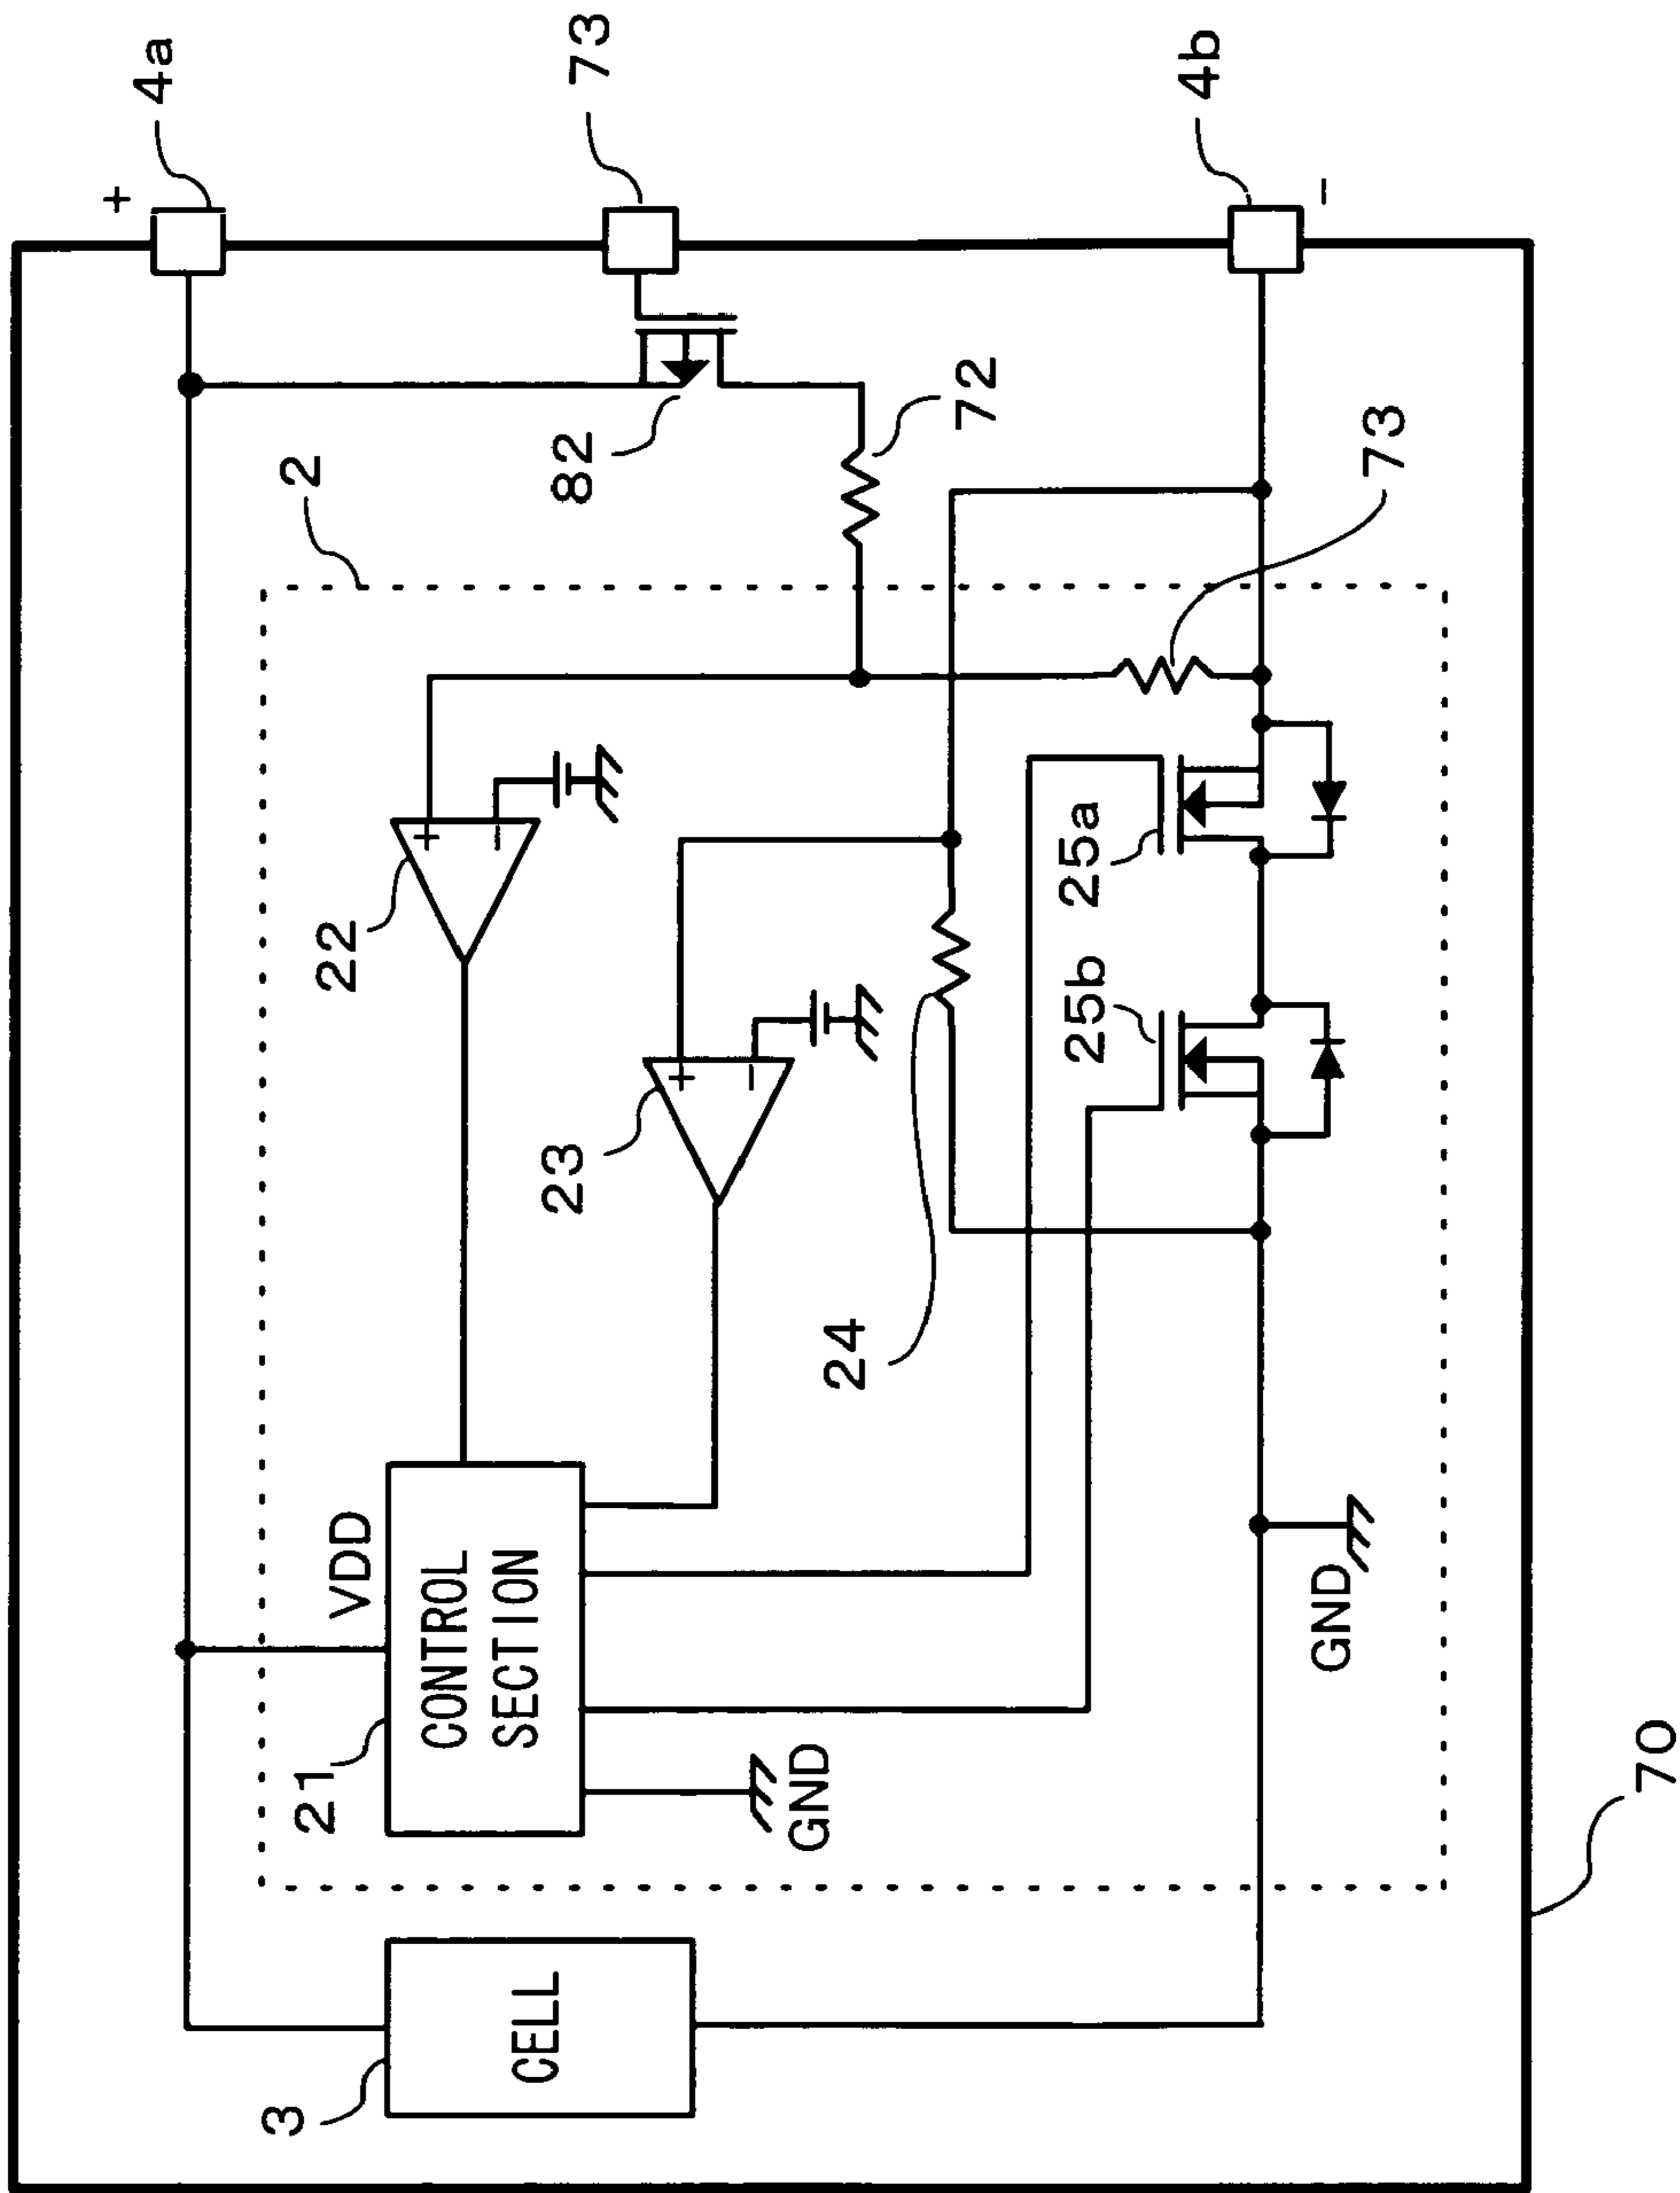 +
4a
73
4b
-
82
72
73
2
22
+
-
23
+
-
24
25a
25b
VDD
21
CONTROL
SECTION
GND
GND
3
CELL
70